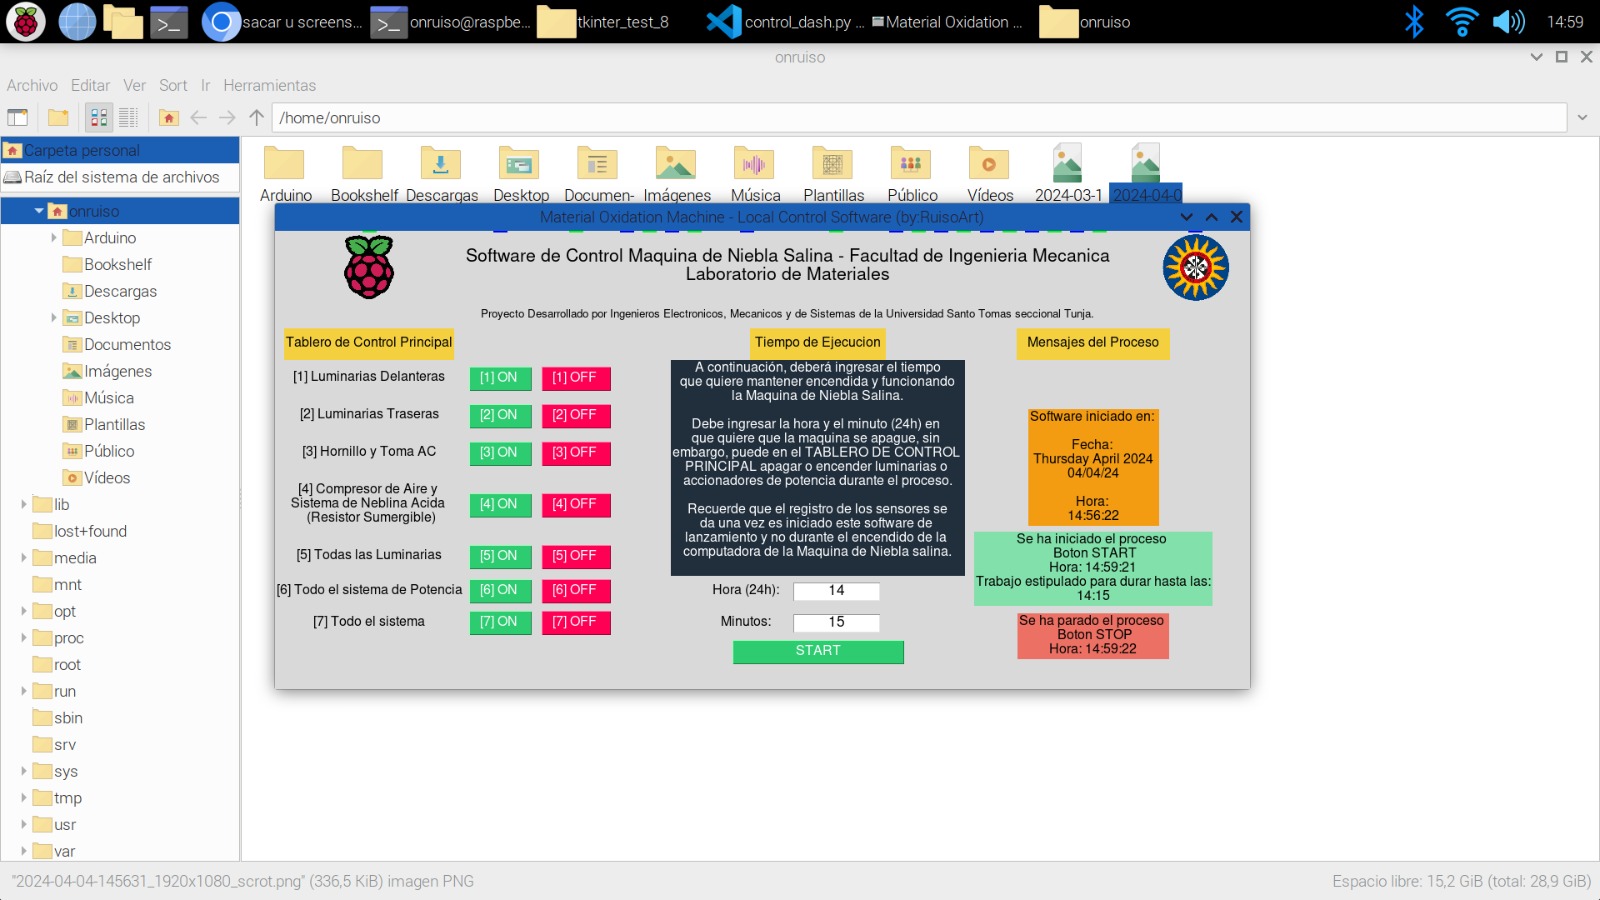 sacar u screens...
onruiso@raspbe...
tkinter_test_8
control_dash.py ...
Material Oxidation ...
onruiso
14:59
onruiso
Archivo Editar Ver Sort Ir Herramientas
/home/onruiso
Carpeta personal
Raíz del sistema de archivos
onruiso
Arduino
Bookshelf
Descargas
Desktop
Documentos
Imágenes
Música
Plantillas
Público
Vídeos
lib
lost+found
media
mnt
opt
proc
root
run
sbin
srv
sys
tmp
usr
var
Arduino Bookshelf Descargas Desktop Documen- Imágenes Música Plantillas Público Vídeos 2024-03-1 2024-04-0
Material Oxidation Machine - Local Control Software (by:RuisoArt)
Software de Control Maquina de Niebla Salina - Facultad de Ingenieria Mecanica
Laboratorio de Materiales
Proyecto Desarrollado por Ingenieros Electronicos, Mecanicos y de Sistemas de la Universidad Santo Tomas seccional Tunja.
Tablero de Control Principal
[1] Luminarias Delanteras [1] ON [1] OFF
[2] Luminarias Traseras [2] ON [2] OFF
[3] Hornillo y Toma AC [3] ON [3] OFF
[4] Compresor de Aire y
Sistema de Neblina Acida
(Resistor Sumergible)
[4] ON [4] OFF
[5] Todas las Luminarias [5] ON [5] OFF
[6] Todo el sistema de Potencia [6] ON [6] OFF
[7] Todo el sistema [7] ON [7] OFF
Tiempo de Ejecucion
A continuación, deberá ingresar el tiempo
que quiere mantener encendida y funcionando
la Maquina de Niebla Salina.
Debe ingresar la hora y el minuto (24h) en
que quiere que la maquina se apague, sin
embargo, puede en el TABLERO DE CONTROL
PRINCIPAL apagar o encender luminarias o
accionadores de potencia durante el proceso.
Recuerde que el registro de los sensores se
da una vez es iniciado este software de
lanzamiento y no durante el encendido de la
computadora de la Maquina de Niebla salina.
Hora (24h): 14
Minutos: 15
START
Mensajes del Proceso
Software iniciado en:
Fecha:
Thursday April 2024
04/04/24
Hora:
14:56:22
Se ha iniciado el proceso
Boton START
Hora: 14:59:21
Trabajo estipulado para durar hasta las:
14:15
Se ha parado el proceso
Boton STOP
Hora: 14:59:22
"2024-04-04-145631_1920x1080_scrot.png" (336,5 KiB) imagen PNG
Espacio libre: 15,2 GiB (total: 28,9 GiB)